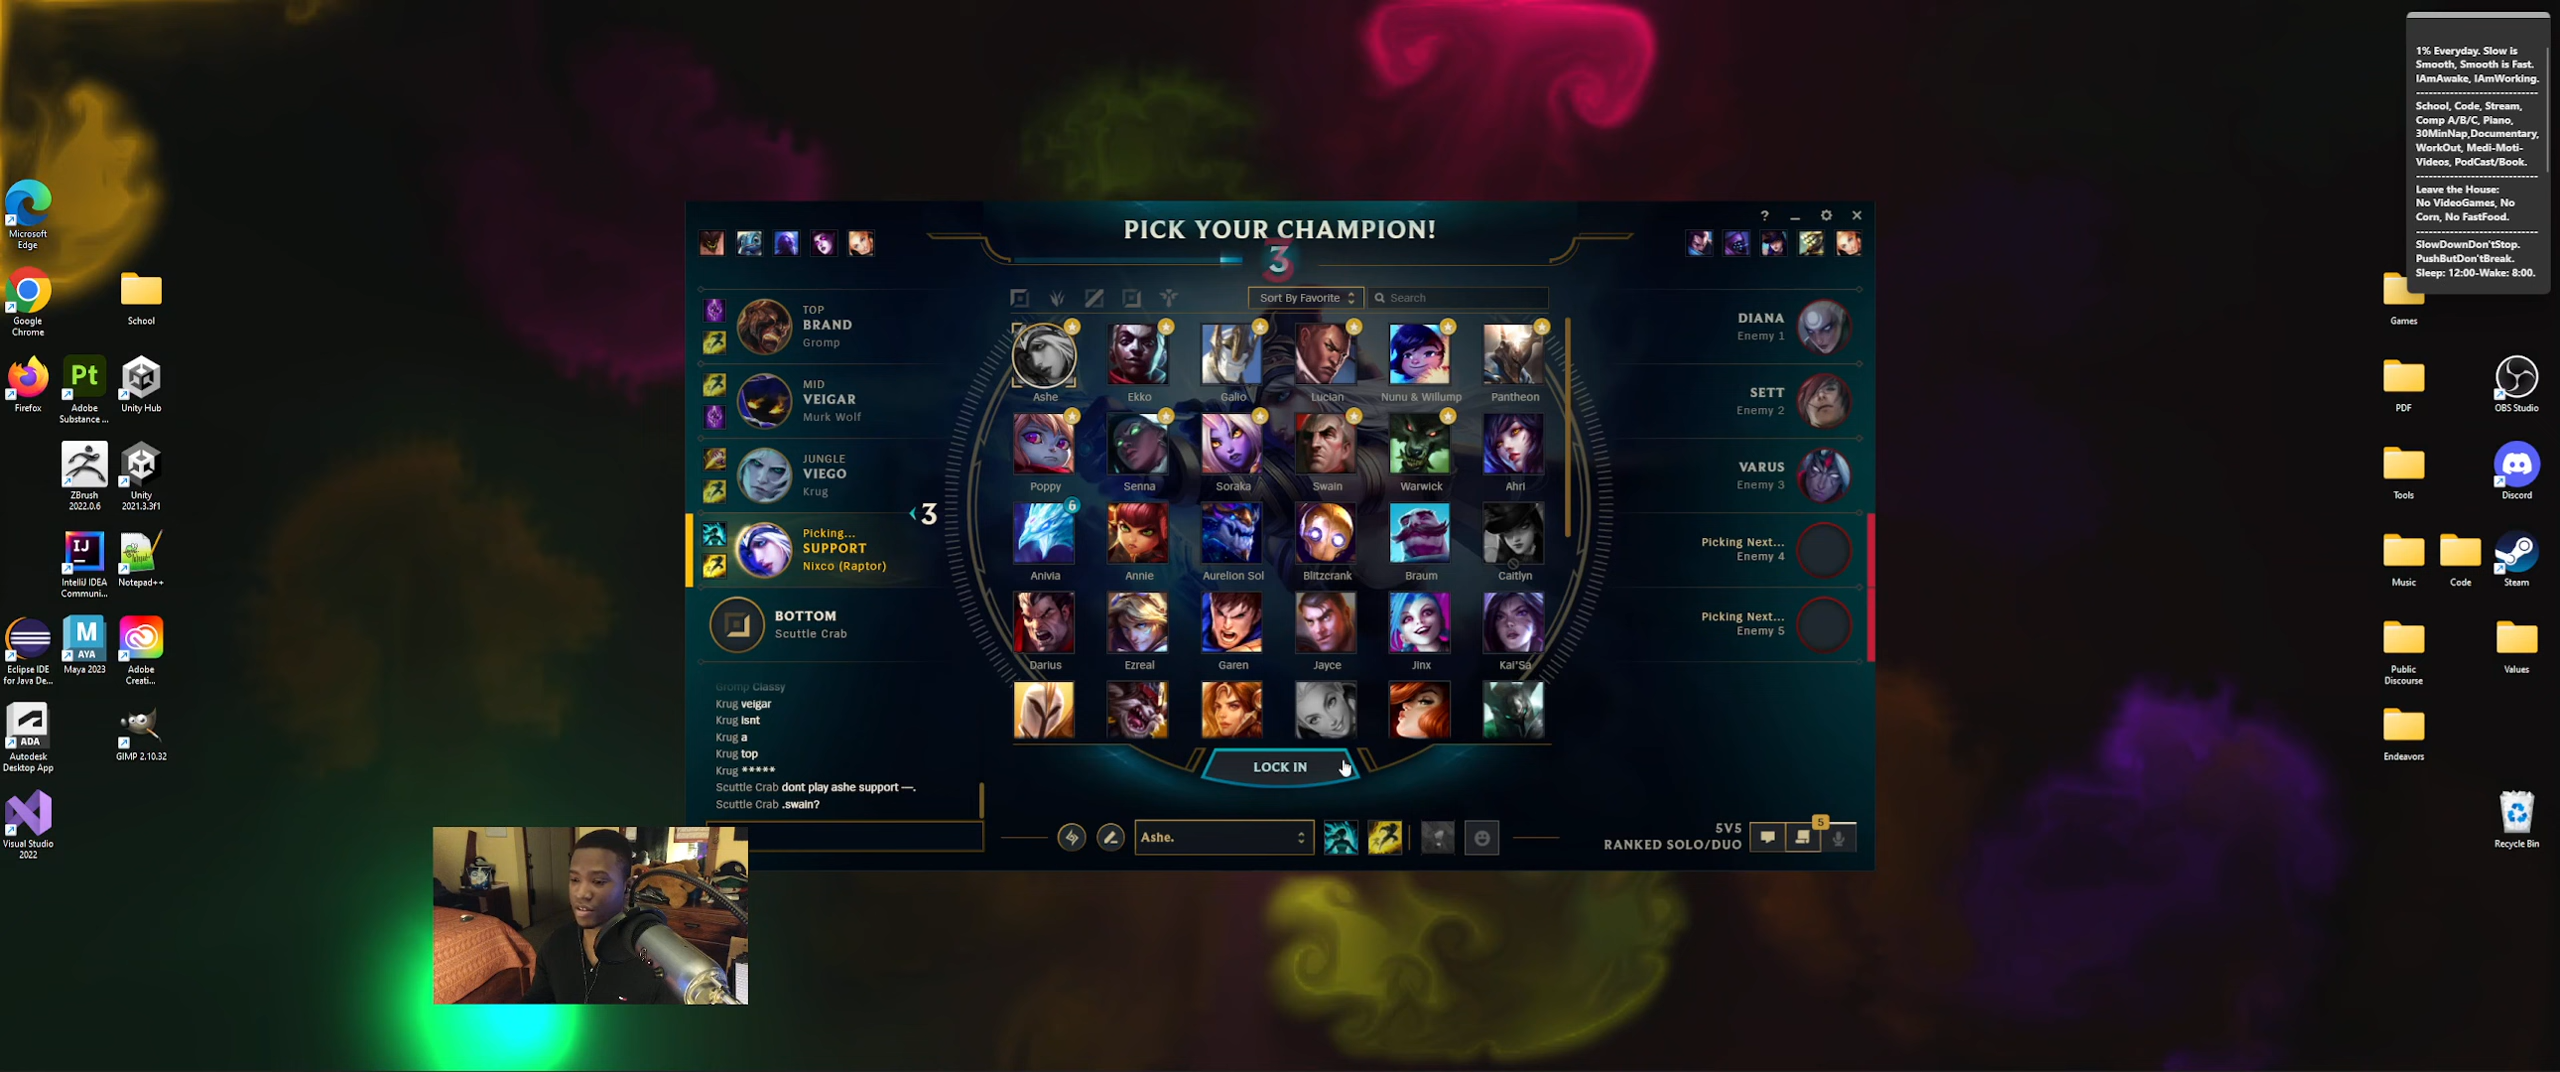 1% Everyday. Slow is
Smooth, Smooth is Fast.
IAmAwake, IAmWorking.
------------------------------
School, Code, Stream,
Comp A/B/C, Piano,
30MinNap,Documentary,
WorkOut, Medi-Moti-
Videos, PodCast/Book.
------------------------------
Leave the House:
No VideoGames, No
Corn, No FastFood.
------------------------------
SlowDownDon'tStop.
PushButDon'tBreak.
Sleep: 12:00-Wake: 8:00.
Microsoft
Edge
Google
Chrome
School
Firefox
Pt
Adobe
Substance ...
Unity Hub
ZBrush
2022.0.6
Unity
2021.3.3f1
IJ
IntelliJ IDEA
Communi...
Notepad++
Eclipse IDE
for Java De...
M
AYA
Maya 2023
Adobe
Creati...
ADA
Autodesk
Desktop App
GIMP 2.10.32
Visual Studio
2022
PICK YOUR CHAMPION!
3
?
Sort By Favorite
Search
TOP
BRAND
Gromp
MID
VEIGAR
Murk Wolf
JUNGLE
VIEGO
Krug
Picking...
SUPPORT
Nixco (Raptor)
3
BOTTOM
Scuttle Crab
Ashe
Ekko
Galio
Lucian
Nunu & Willump
Pantheon
Poppy
Senna
Soraka
Swain
Warwick
Ahri
6
Anivia
Annie
Aurelion Sol
Blitzcrank
Braum
Caitlyn
Darius
Ezreal
Garen
Jayce
Jinx
Kai'Sa
DIANA
Enemy 1
SETT
Enemy 2
VARUS
Enemy 3
Picking Next...
Enemy 4
Picking Next...
Enemy 5
Gromp Classy
Krug veigar
Krug isnt
Krug a
Krug top
Krug *****
Scuttle Crab dont play ashe support —.
Scuttle Crab .swain?
LOCK IN
Ashe.
5V5
RANKED SOLO/DUO
5
Games
PDF
OBS Studio
Tools
Discord
Music
Code
Steam
Public
Discourse
Values
Endeavors
Recycle Bin